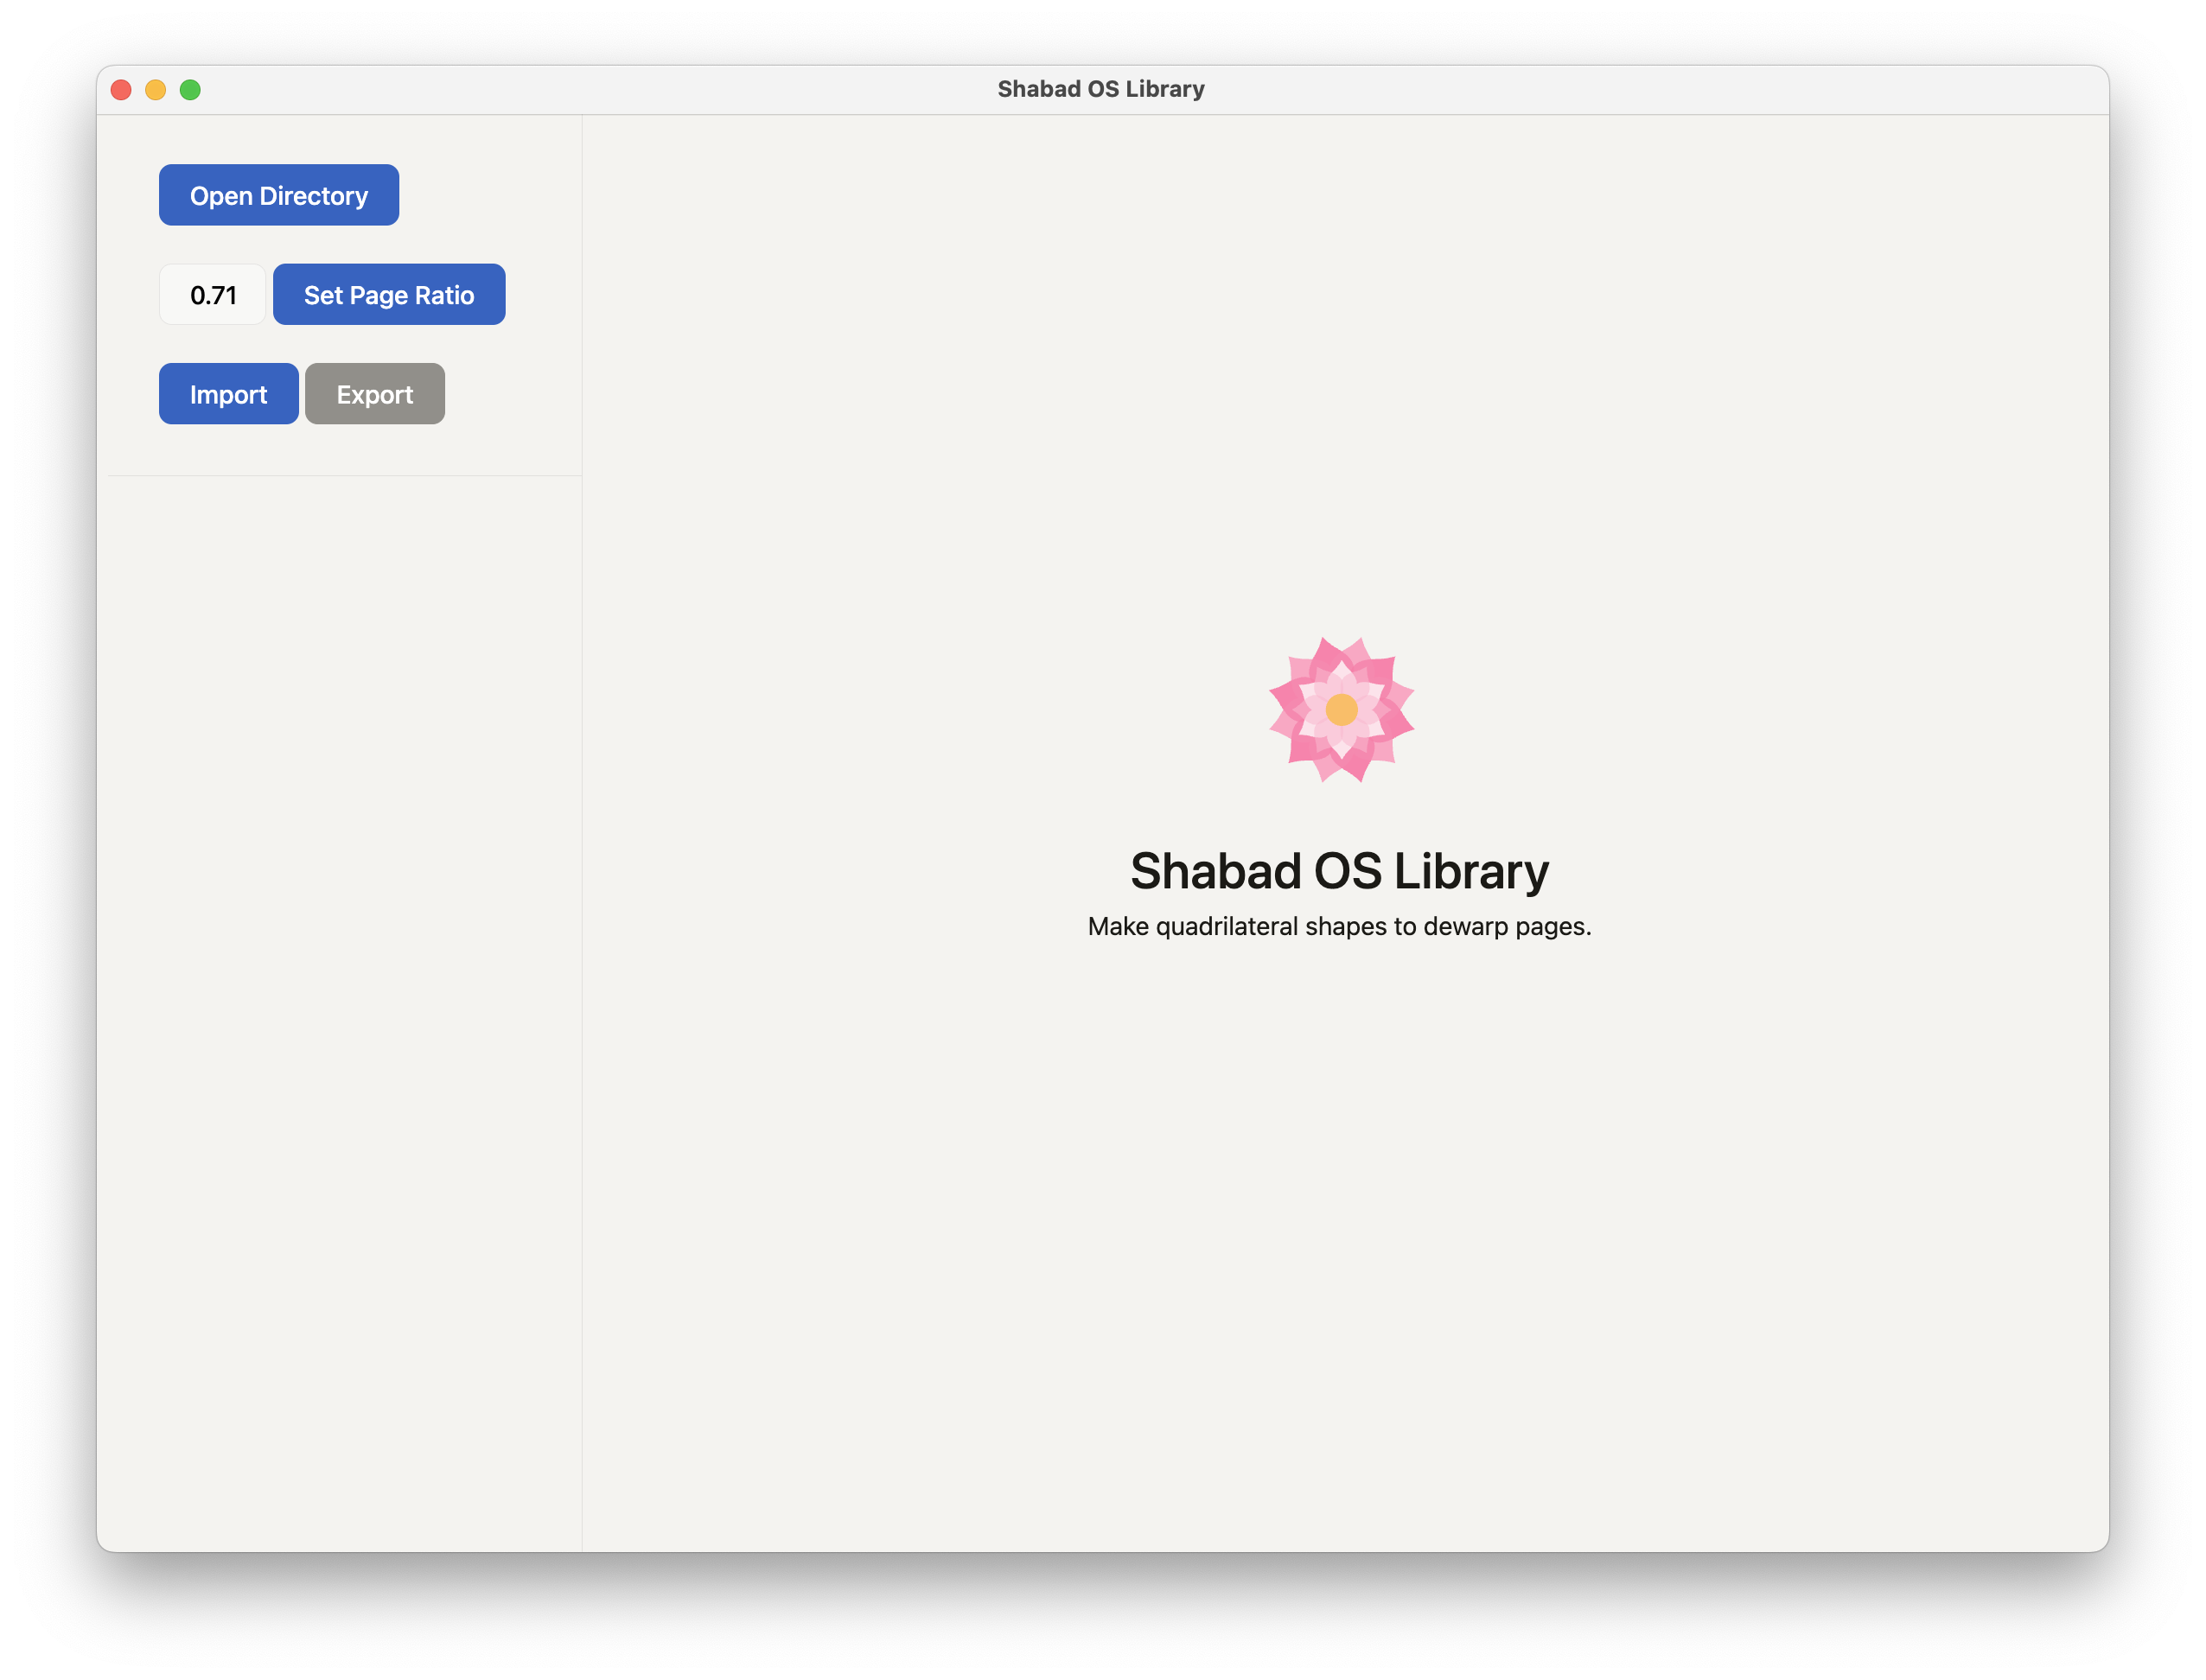 Shabad OS Library
Open Directory
0.71 Set Page Ratio
Import Export
Shabad OS Library
Make quadrilateral shapes to dewarp pages.